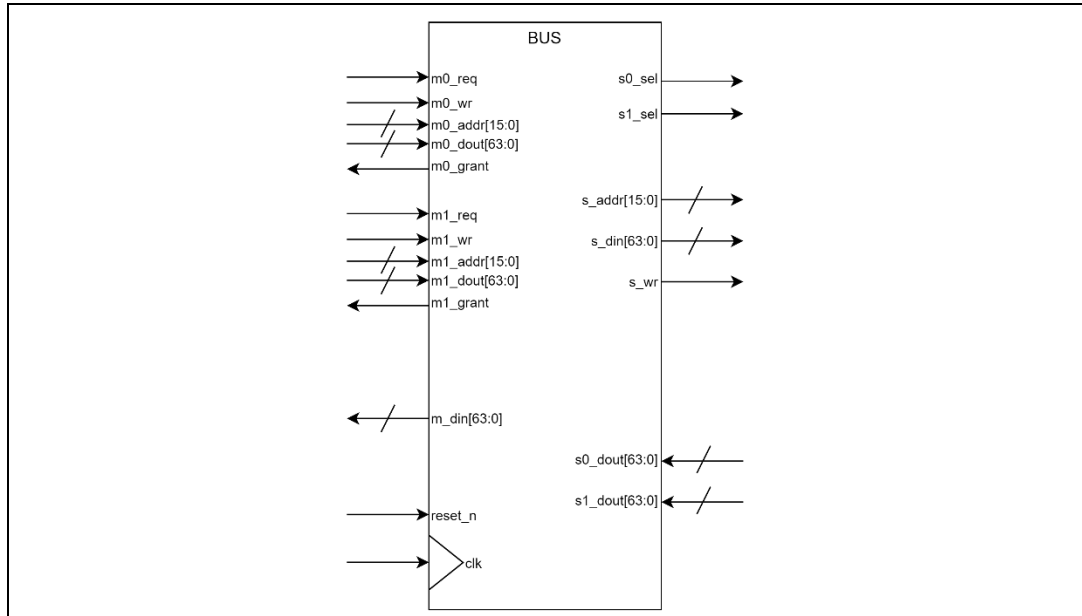 BUS
m0_req
m0_wr
m0_addr[15:0]
m0_dout[63:0]
m0_grant
m1_req
m1_wr
m1_addr[15:0]
m1_dout[63:0]
m1_grant
m_din[63:0]
reset_n
clk
s0_sel
s1_sel
s_addr[15:0]
s_din[63:0]
s_wr
s0_dout[63:0]
s1_dout[63:0]